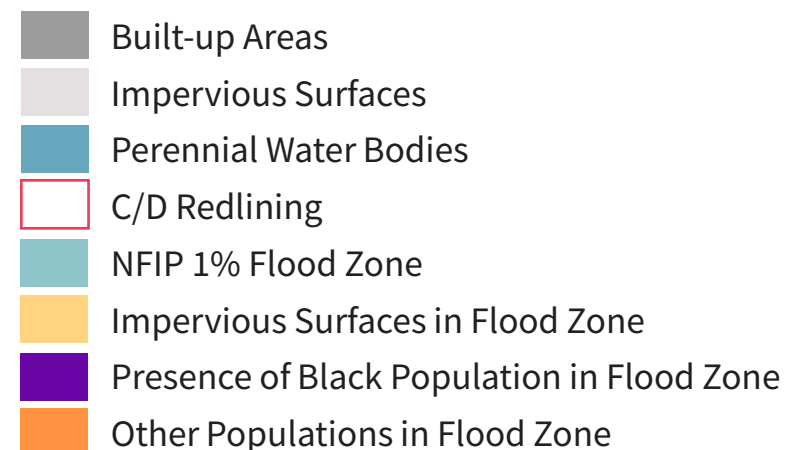 Built-up Areas
Impervious Surfaces
Perennial Water Bodies
C/D Redlining
NFIP 1% Flood Zone
Impervious Surfaces in Flood Zone
Presence of Black Population in Flood Zone
Other Populations in Flood Zone